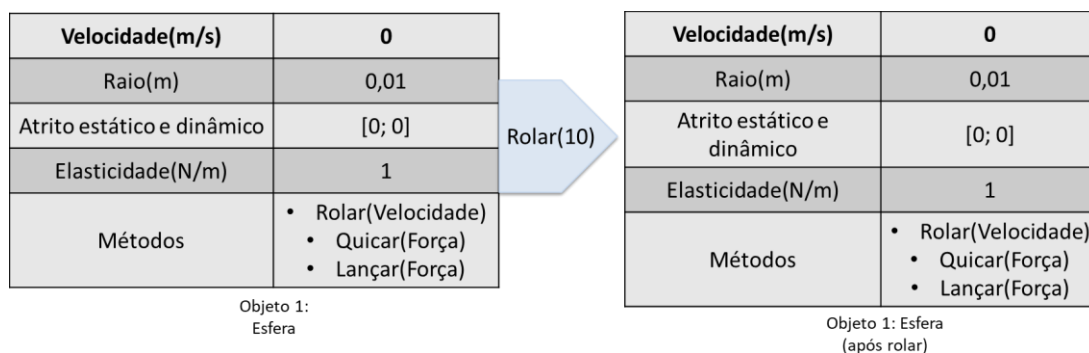 Velocidade(m/s) 0
Raio(m) 0,01
Atrito estático e dinâmico [0; 0]
Elasticidade(N/m) 1
Métodos
• Rolar(Velocidade)
• Quicar(Força)
• Lançar(Força)
Objeto 1:
Esfera
Rolar(10)
Velocidade(m/s) 0
Raio(m) 0,01
Atrito estático e
dinâmico [0; 0]
Elasticidade(N/m) 1
Métodos
• Rolar(Velocidade)
• Quicar(Força)
• Lançar(Força)
Objeto 1: Esfera
(após rolar)